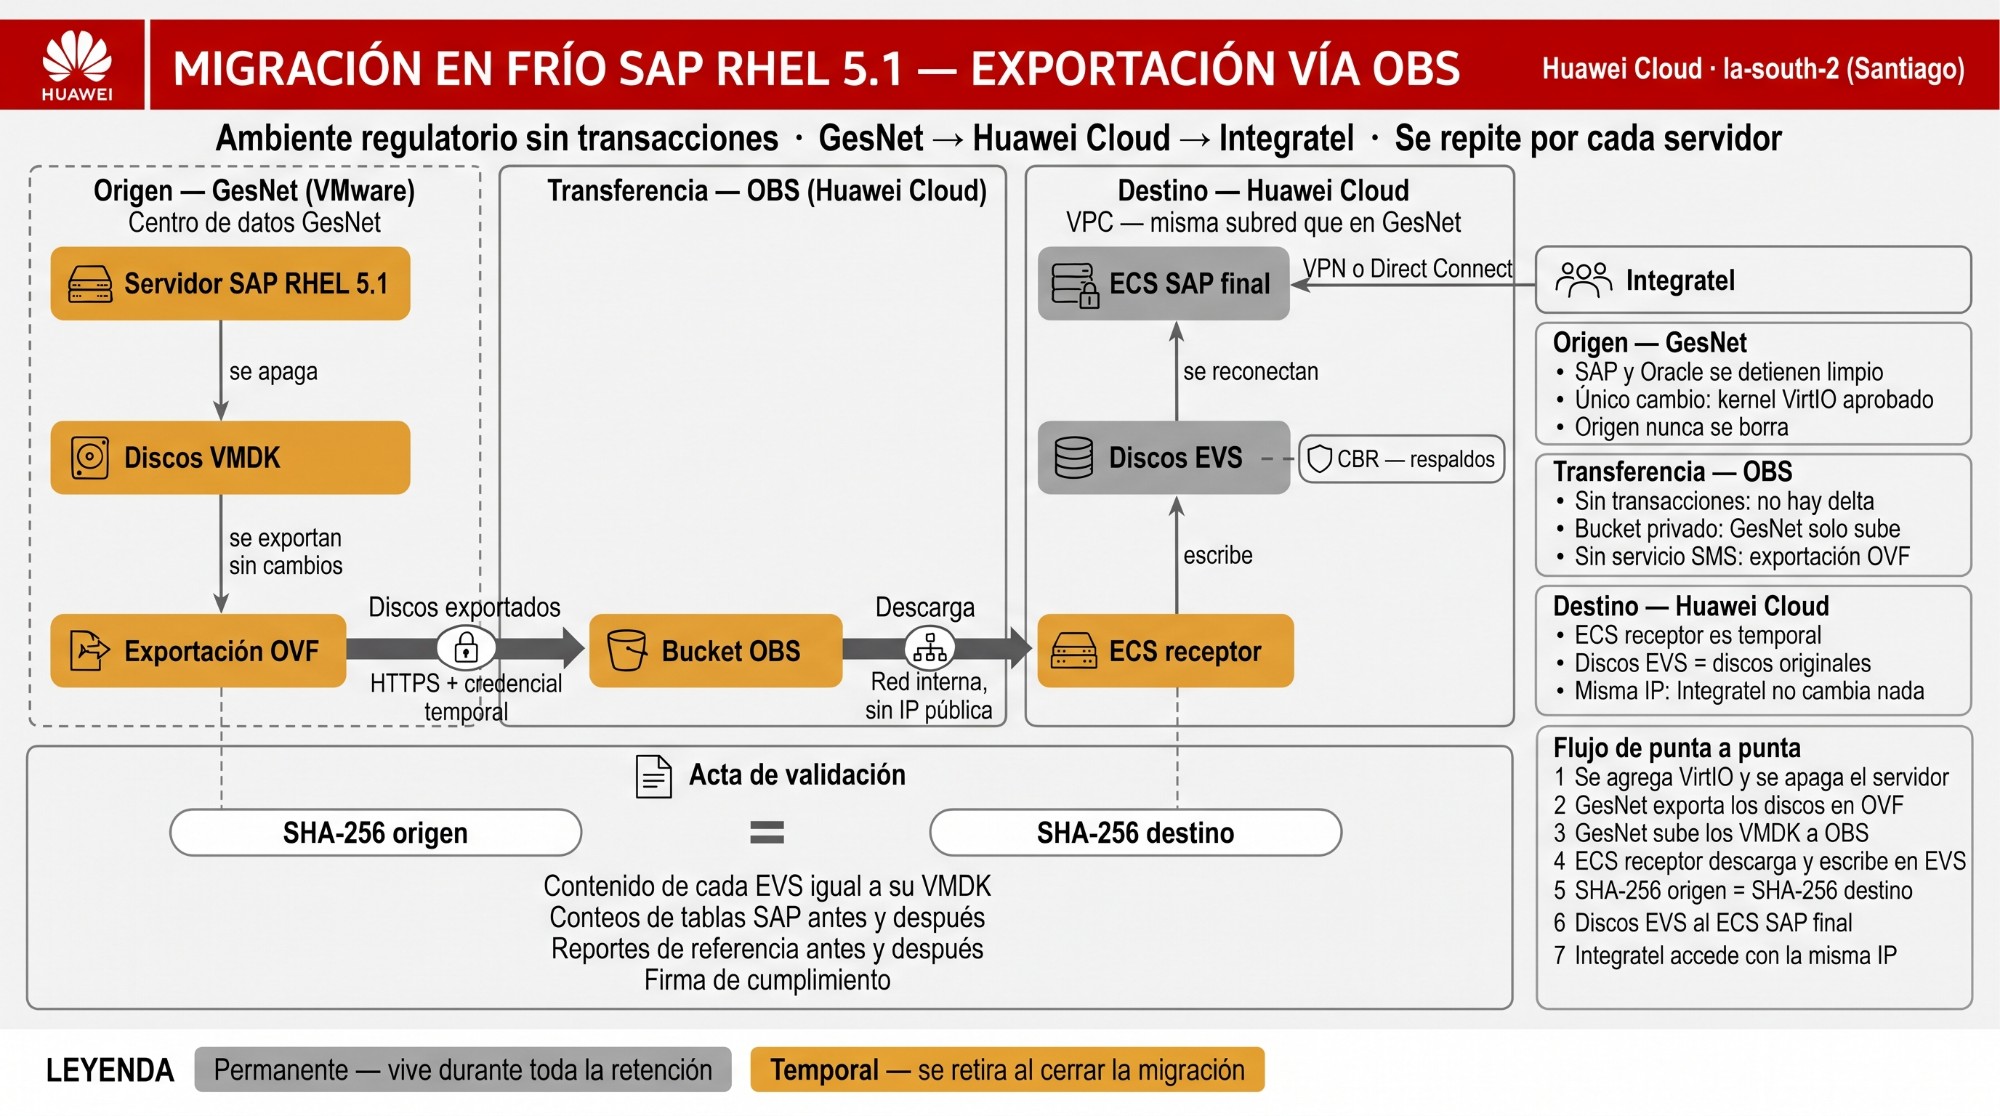 HUAWEI
MIGRACIÓN EN FRÍO SAP RHEL 5.1 — EXPORTACIÓN VÍA OBS
Huawei Cloud · la-south-2 (Santiago)
Ambiente regulatorio sin transacciones · GesNet → Huawei Cloud → Integratel · Se repite por cada servidor
Origen — GesNet (VMware)
Centro de datos GesNet
Servidor SAP RHEL 5.1
se apaga
Discos VMDK
se exportan
sin cambios
Exportación OVF
Discos exportados
HTTPS + credencial
temporal
Transferencia — OBS (Huawei Cloud)
Bucket OBS
Descarga
Red interna,
sin IP pública
Destino — Huawei Cloud
VPC — misma subred que en GesNet
ECS SAP final
VPN o Direct Connect
se reconectan
Discos EVS
CBR — respaldos
escribe
ECS receptor
Integratel
Origen — GesNet
• SAP y Oracle se detienen limpio
• Único cambio: kernel VirtIO aprobado
• Origen nunca se borra
Transferencia — OBS
• Sin transacciones: no hay delta
• Bucket privado: GesNet solo sube
• Sin servicio SMS: exportación OVF
Destino — Huawei Cloud
• ECS receptor es temporal
• Discos EVS = discos originales
• Misma IP: Integratel no cambia nada
Flujo de punta a punta
1 Se agrega VirtIO y se apaga el servidor
2 GesNet exporta los discos en OVF
3 GesNet sube los VMDK a OBS
4 ECS receptor descarga y escribe en EVS
5 SHA-256 origen = SHA-256 destino
6 Discos EVS al ECS SAP final
7 Integratel accede con la misma IP
Acta de validación
SHA-256 origen
=
SHA-256 destino
Contenido de cada EVS igual a su VMDK
Conteos de tablas SAP antes y después
Reportes de referencia antes y después
Firma de cumplimiento
LEYENDA
Permanente — vive durante toda la retención
Temporal — se retira al cerrar la migración